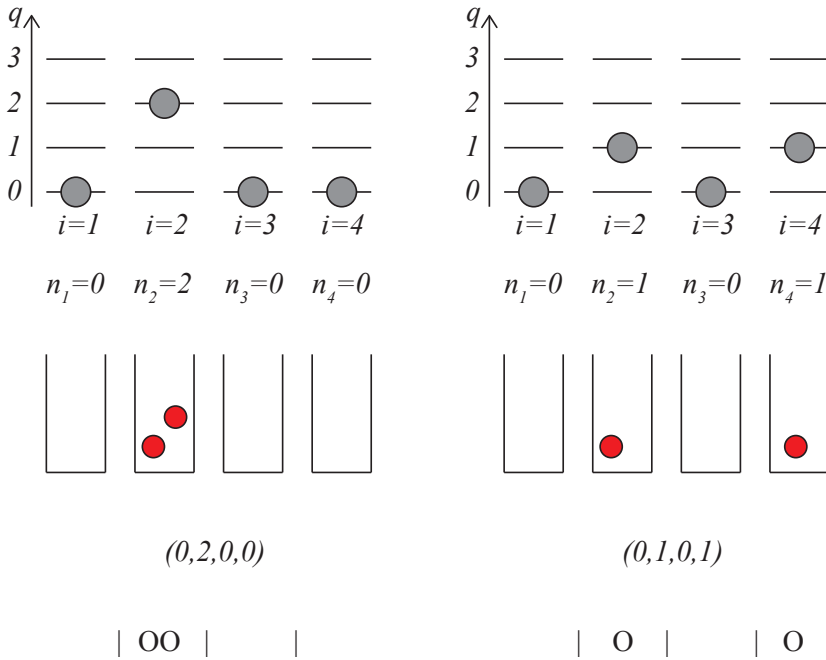 q q
3 3
2 2
1 1
0 0
i=1 i=2 i=3 i=4 i=1 i=2 i=3 i=4
n₁=0 n₂=2 n₃=0 n₄=0 n₁=0 n₂=1 n₃=0 n₄=1
(0,2,0,0) (0,1,0,1)
| OO | | | O | | O